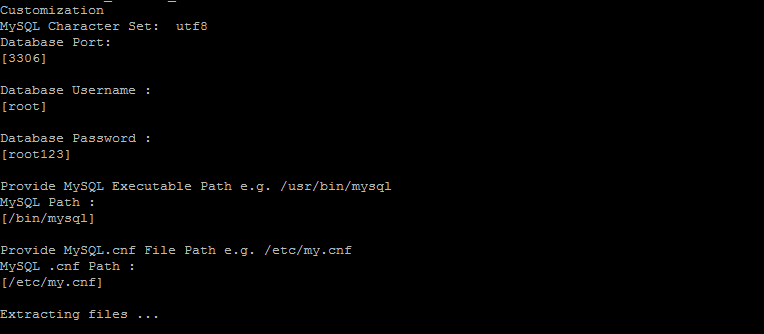 Customization
MySQL Character Set:  utf8
Database Port:
[3306]
Database Username :
[root]
Database Password :
[root123]
Provide MySQL Executable Path e.g. /usr/bin/mysql
MySQL Path :
[/bin/mysql]
Provide MySQL.cnf File Path e.g. /etc/my.cnf
MySQL .cnf Path :
[/etc/my.cnf]
Extracting files ...